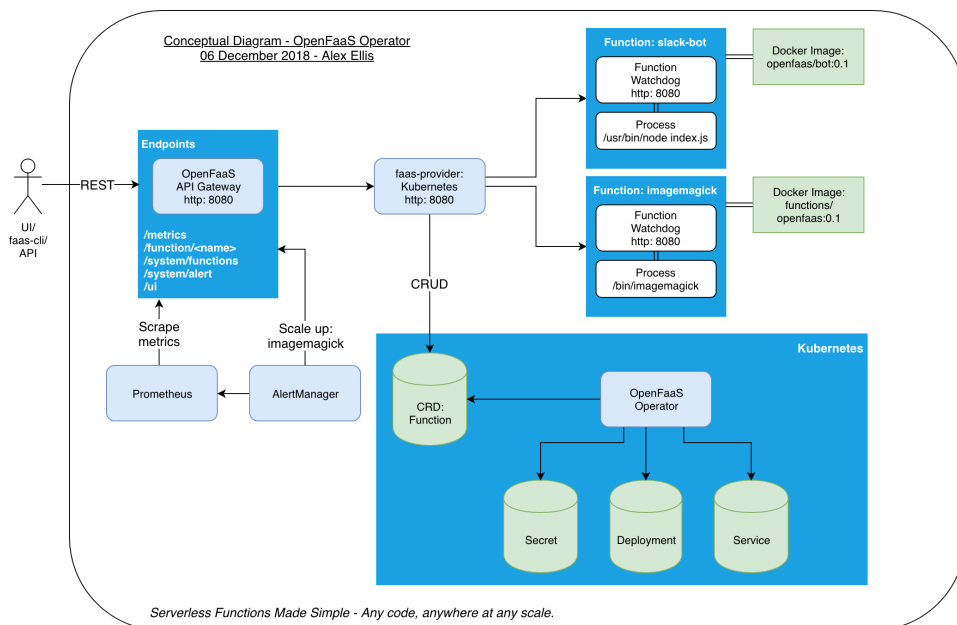 Conceptual Diagram - OpenFaaS Operator
06 December 2018 - Alex Ellis
Function: slack-bot
Function
Watchdog
http: 8080
Process
/usr/bin/node index.js
Docker Image:
openfaas/bot:0.1
Endpoints
OpenFaaS
API Gateway
http: 8080
/metrics
/function/<name>
/system/functions
/system/alert
/ui
REST
UI/
faas-cli/
API
faas-provider:
Kubernetes
http: 8080
Function: imagemagick
Function
Watchdog
http: 8080
Process
/bin/imagemagick
Docker Image:
functions/
openfaas:0.1
CRUD
Scrape
metrics
Scale up:
imagemagick
Prometheus
AlertManager
Kubernetes
CRD:
Function
OpenFaaS
Operator
Secret
Deployment
Service
Serverless Functions Made Simple - Any code, anywhere at any scale.